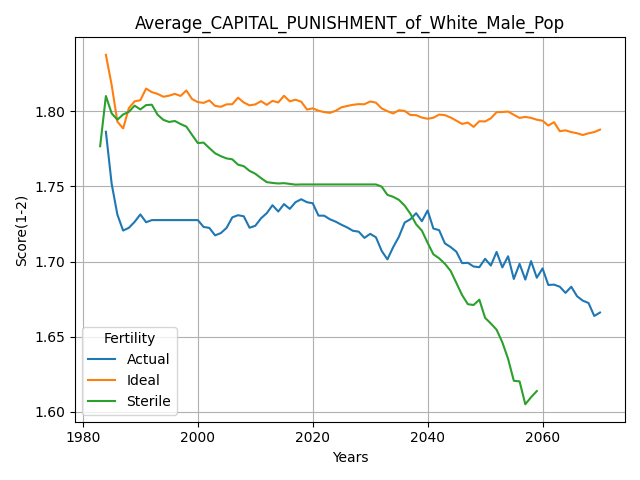 Average_CAPITAL_PUNISHMENT_of_White_Male_Pop
Score(1-2)
1.80
1.75
1.70
1.65
1.60
Fertility
Actual
Ideal
Sterile
1980
2000
2020
2040
2060
Years